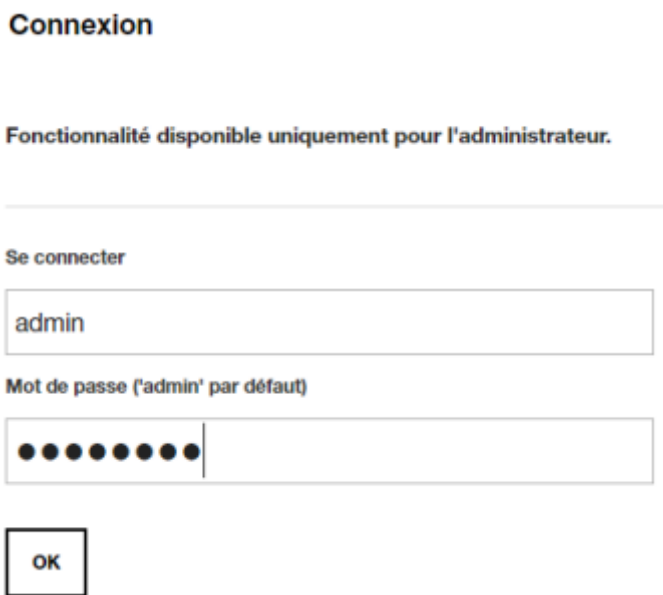 Connexion
Fonctionnalité disponible uniquement pour l'administrateur.
Se connecter
admin
Mot de passe ('admin' par défaut)
●●●●●●●●
OK